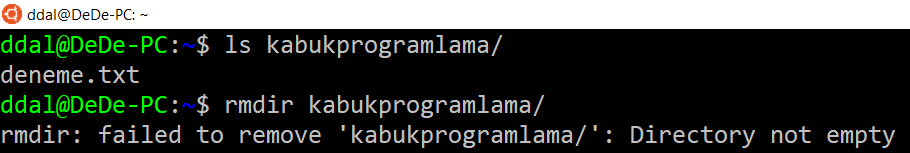 ddal@DeDe-PC: ~
ddal@DeDe-PC:~$ ls kabukprogramlama/
deneme.txt
ddal@DeDe-PC:~$ rmdir kabukprogramlama/
rmdir: failed to remove 'kabukprogramlama/': Directory not empty